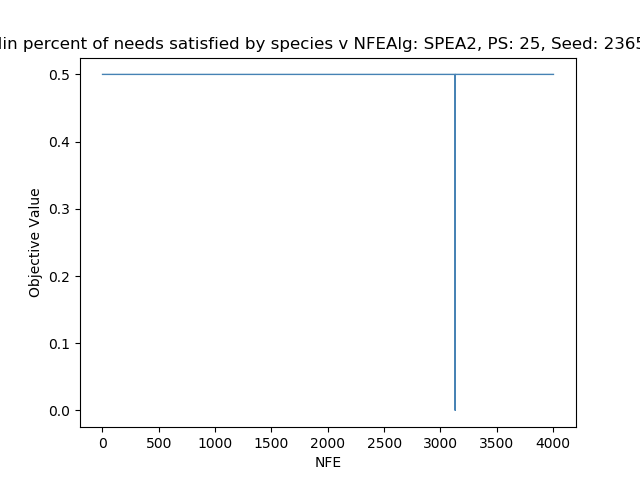 percent of needs satisfied by species v NFEAlg: SPEA2, PS: 25, Seed: 2365
0.5
0.4
0.3
0.2
0.1
0.0
Objective Value
0 500 1000 1500 2000 2500 3000 3500 4000
NFE